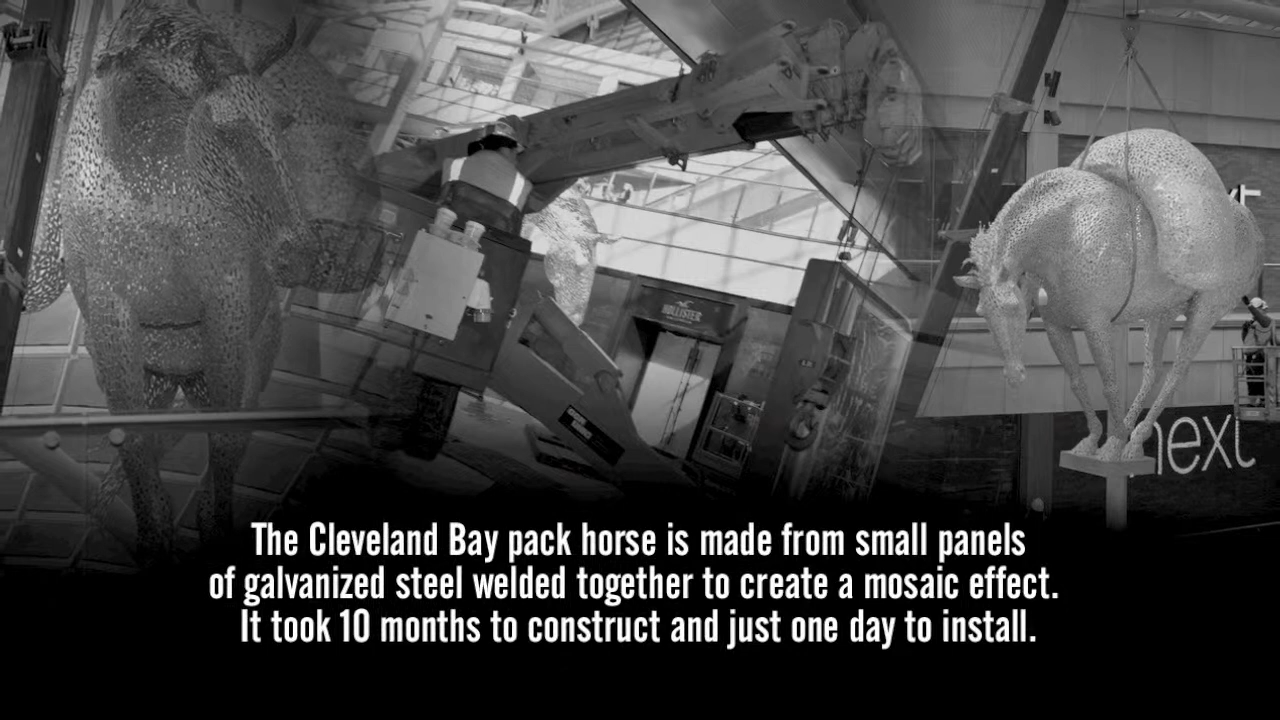 HOLLISTER
next
The Cleveland Bay pack horse is made from small panels
of galvanized steel welded together to create a mosaic effect.
It took 10 months to construct and just one day to install.